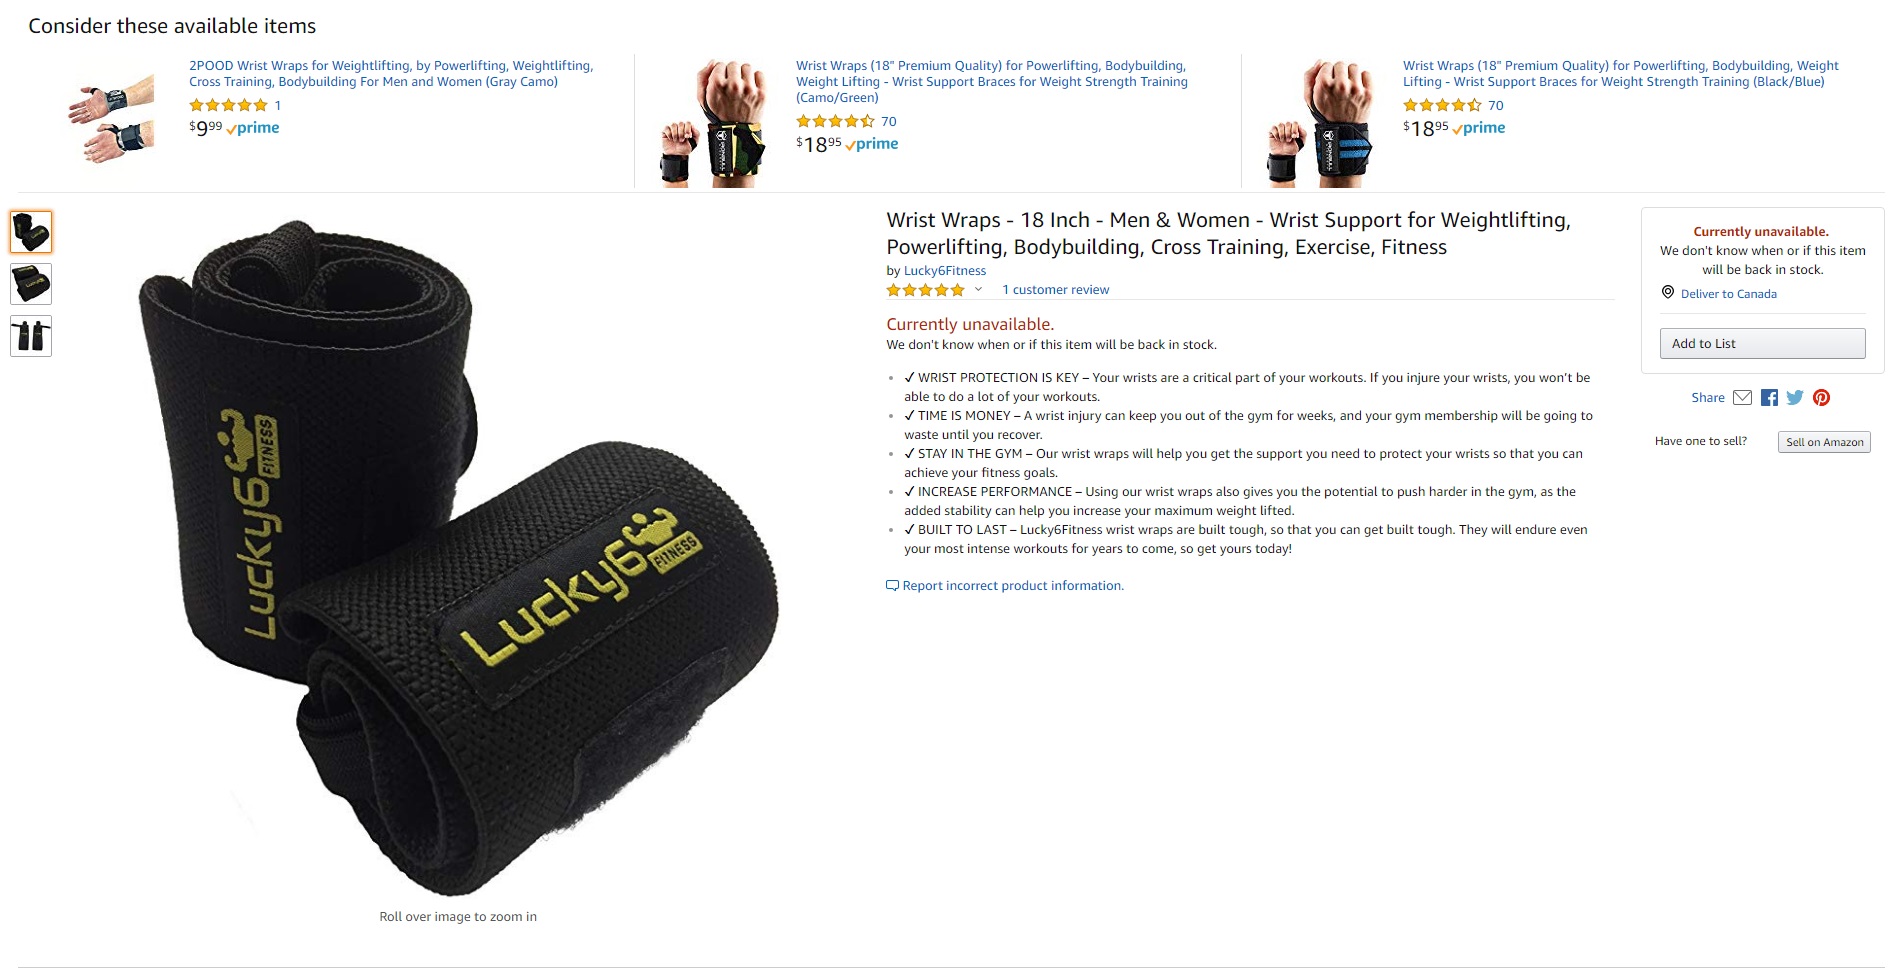 Consider these available items
2POOD Wrist Wraps for Weightlifting, by Powerlifting, Weightlifting,
Cross Training, Bodybuilding For Men and Women (Gray Camo)
1
$9.99 prime
Wrist Wraps (18" Premium Quality) for Powerlifting, Bodybuilding,
Weight Lifting - Wrist Support Braces for Weight Strength Training
(Camo/Green)
70
$18.95 prime
Wrist Wraps (18" Premium Quality) for Powerlifting, Bodybuilding, Weight
Lifting - Wrist Support Braces for Weight Strength Training (Black/Blue)
70
$18.95 prime
Lucky6 FITNESS
Lucky6 FITNESS
Roll over image to zoom in
Wrist Wraps - 18 Inch - Men & Women - Wrist Support for Weightlifting,
Powerlifting, Bodybuilding, Cross Training, Exercise, Fitness
by Lucky6Fitness
1 customer review
Currently unavailable.
We don't know when or if this item will be back in stock.
• ✓ WRIST PROTECTION IS KEY – Your wrists are a critical part of your workouts. If you injure your wrists, you won't be
able to do a lot of your workouts.
• ✓ TIME IS MONEY – A wrist injury can keep you out of the gym for weeks, and your gym membership will be going to
waste until you recover.
• ✓ STAY IN THE GYM – Our wrist wraps will help you get the support you need to protect your wrists so that you can
achieve your fitness goals.
• ✓ INCREASE PERFORMANCE – Using our wrist wraps also gives you the potential to push harder in the gym, as the
added stability can help you increase your maximum weight lifted.
• ✓ BUILT TO LAST – Lucky6Fitness wrist wraps are built tough, so that you can get built tough. They will endure even
your most intense workouts for years to come, so get yours today!
Report incorrect product information.
Currently unavailable.
We don't know when or if this item
will be back in stock.
Deliver to Canada
Add to List
Share
Have one to sell?
Sell on Amazon